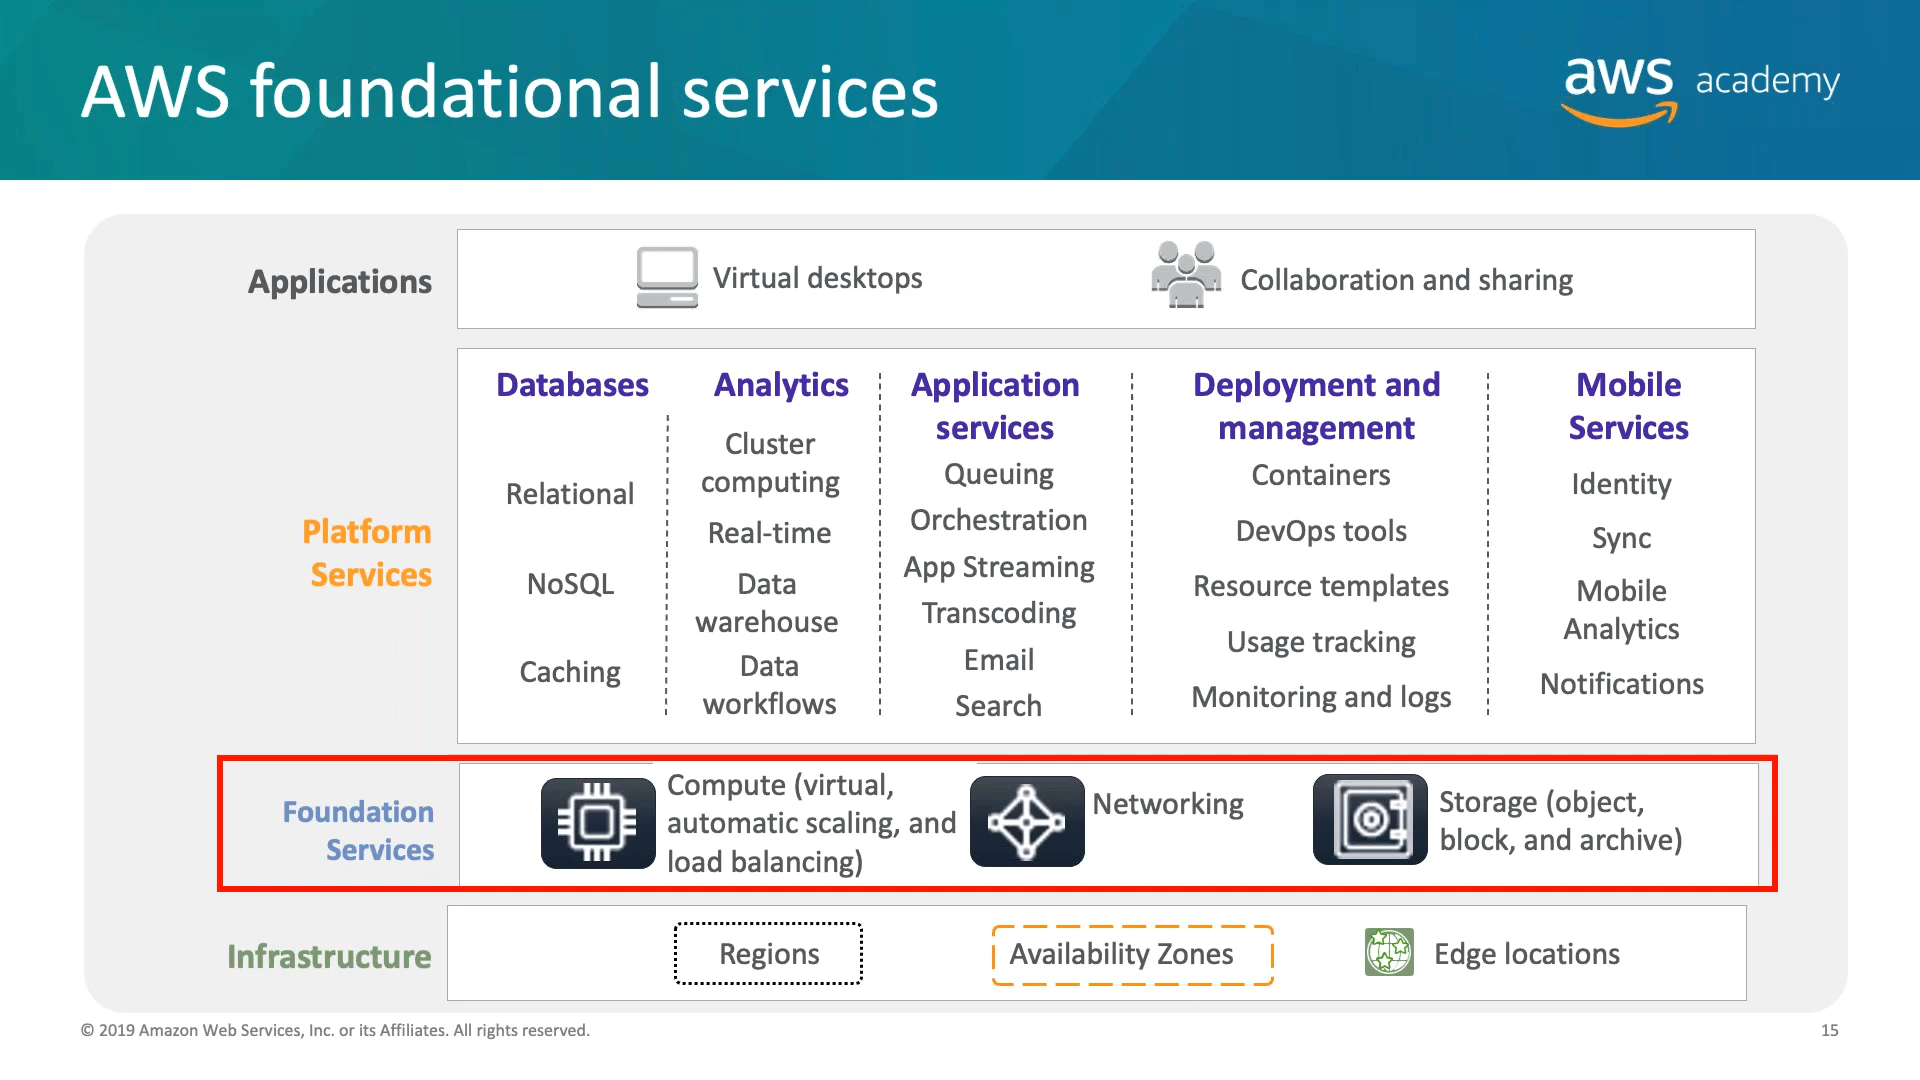 AWS foundational services
aws academy
Applications
Virtual desktops
Collaboration and sharing
Platform
Services
Databases
Relational
NoSQL
Caching
Analytics
Cluster
computing
Real-time
Data
warehouse
Data
workflows
Application
services
Queuing
Orchestration
App Streaming
Transcoding
Email
Search
Deployment and
management
Containers
DevOps tools
Resource templates
Usage tracking
Monitoring and logs
Mobile
Services
Identity
Sync
Mobile
Analytics
Notifications
Foundation
Services
Compute (virtual,
automatic scaling, and
load balancing)
Networking
Storage (object,
block, and archive)
Infrastructure
Regions
Availability Zones
Edge locations
© 2019 Amazon Web Services, Inc. or its Affiliates. All rights reserved.
15